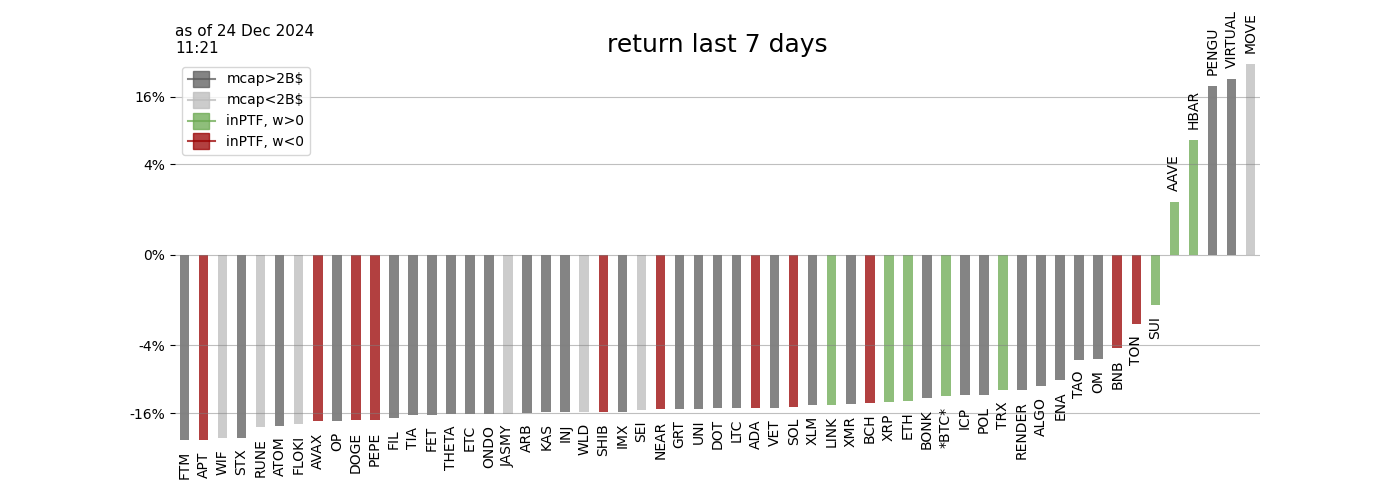 as of 24 Dec 2024
11:21
return last 7 days
mcap>2B$
mcap<2B$
inPTF, w>0
inPTF, w<0
16%
4%
0%
-4%
-16%
FTM
APT
WIF
STX
RUNE
ATOM
FLOKI
AVAX
OP
DOGE
PEPE
FIL
TIA
FET
THETA
ETC
ONDO
JASMY
ARB
KAS
INJ
WLD
SHIB
IMX
SEI
NEAR
GRT
UNI
DOT
LTC
ADA
VET
SOL
XLM
LINK
XMR
BCH
XRP
ETH
BONK
*BTC*
ICP
POL
TRX
RENDER
ALGO
ENA
TAO
OM
BNB
TON
SUI
AAVE
HBAR
PENGU
VIRTUAL
MOVE